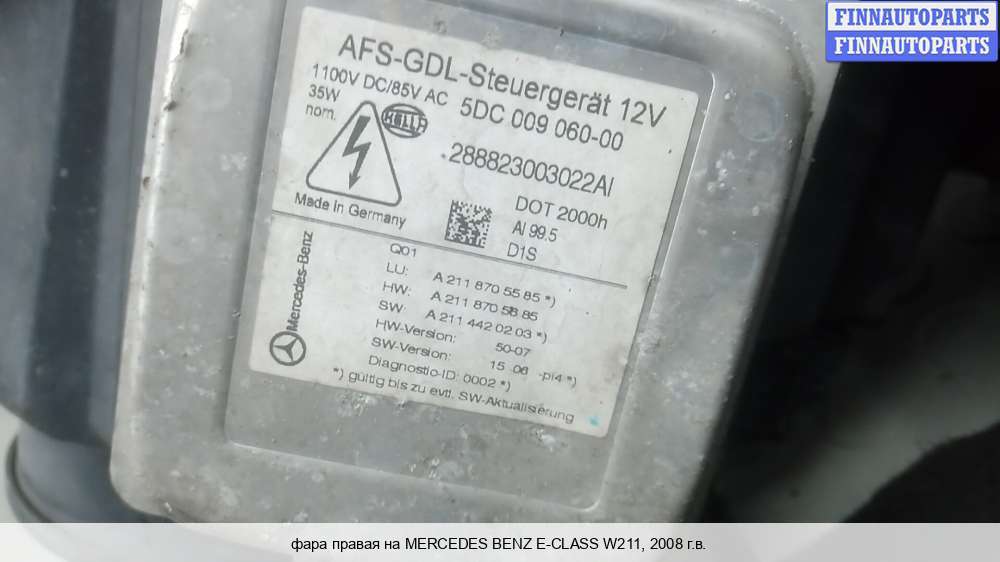 FINNAUTOPARTS
FINNAUTOPARTS
AFS-GDL-Steuergerät 12V
1100V DC/85V AC 5DC 009 060-00
35W
nom.
HELLA
288823003022AI
DOT 2000h
Al 99.5
D1S
Made in Germany
Mercedes-Benz
Q01
LU: A 211 870 55 85 *)
HW: A 211 870 56 85
SW: A 211 442 02 03 *)
HW-Version: 50-07
SW-Version: 15 .06 -pi4 *)
Diagnostic-ID: 0002 *)
*) gültig bis zu evtl. SW-Aktualisierung
фара правая на MERCEDES BENZ E-CLASS W211, 2008 г.в.